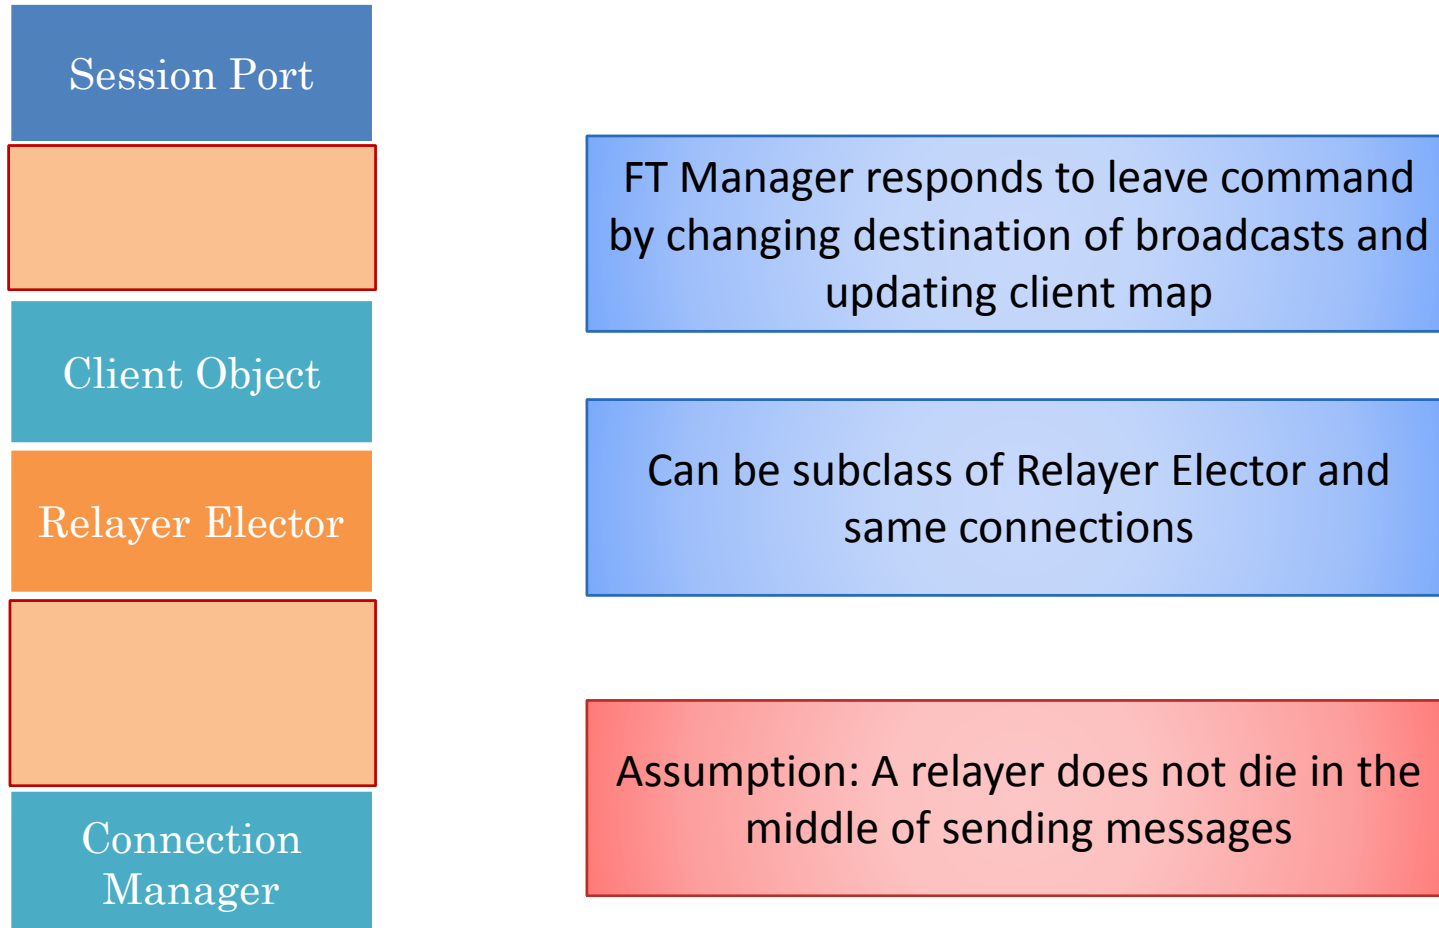 Session Port
Client Object
Relayer Elector
Connection
Manager
FT Manager responds to leave command
by changing destination of broadcasts and
updating client map
Can be subclass of Relayer Elector and
same connections
Assumption: A relayer does not die in the
middle of sending messages